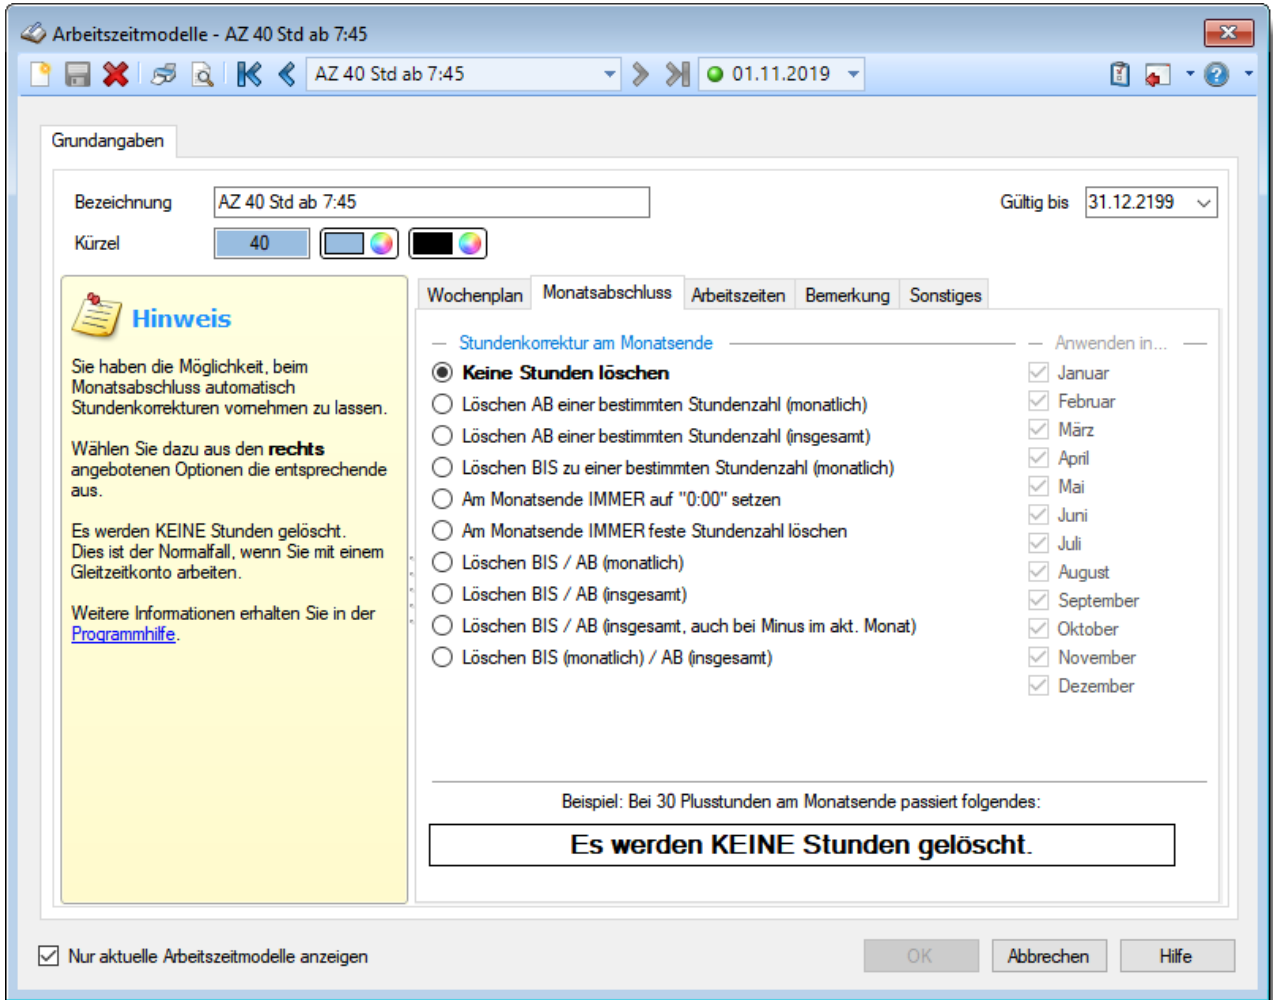 Arbeitszeitmodelle - AZ 40 Std ab 7:45
AZ 40 Std ab 7:45
01.11.2019
Grundangaben
Bezeichnung
AZ 40 Std ab 7:45
Gültig bis
31.12.2199
Kürzel
40
Hinweis
Sie haben die Möglichkeit, beim
Monatsabschluss automatisch
Stundenkorrekturen vornehmen zu lassen.
Wählen Sie dazu aus den rechts
angebotenen Optionen die entsprechende
aus.
Es werden KEINE Stunden gelöscht.
Dies ist der Normalfall, wenn Sie mit einem
Gleitzeitkonto arbeiten.
Weitere Informationen erhalten Sie in der
Programmhilfe.
Wochenplan
Monatsabschluss
Arbeitszeiten
Bemerkung
Sonstiges
Stundenkorrektur am Monatsende
Keine Stunden löschen
Löschen AB einer bestimmten Stundenzahl (monatlich)
Löschen AB einer bestimmten Stundenzahl (insgesamt)
Löschen BIS zu einer bestimmten Stundenzahl (monatlich)
Am Monatsende IMMER auf "0:00" setzen
Am Monatsende IMMER feste Stundenzahl löschen
Löschen BIS / AB (monatlich)
Löschen BIS / AB (insgesamt)
Löschen BIS / AB (insgesamt, auch bei Minus im akt. Monat)
Löschen BIS (monatlich) / AB (insgesamt)
Anwenden in...
Januar
Februar
März
April
Mai
Juni
Juli
August
September
Oktober
November
Dezember
Beispiel: Bei 30 Plusstunden am Monatsende passiert folgendes:
Es werden KEINE Stunden gelöscht.
Nur aktuelle Arbeitszeitmodelle anzeigen
OK
Abbrechen
Hilfe